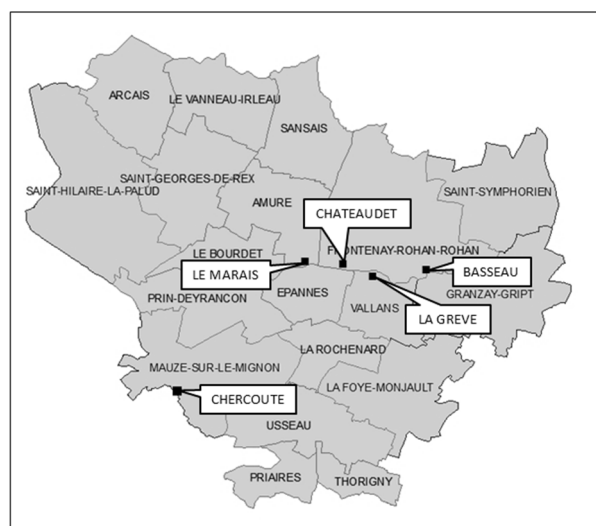 ARCAIS
LE VANNEAU-IRLEAU
SANSAIS
SAINT-GEORGES-DE-REX
SAINT-HILAIRE-LA-PALUD
SAINT-SYMPHORIEN
AMURE
CHATEAUDET
LE BOURDET
FRONTENAY-ROHAN-ROHAN
LE MARAIS
BASSEAU
EPANNES
GRANZAY-GRIPT
PRIN-DEYRANCON
VALLANS
LA GREVE
LA ROCHENARD
MAUZE-SUR-LE-MIGNON
LA FOYE-MONJAULT
CHERCOUTE
USSEAU
PRIAIRES
THORIGNY